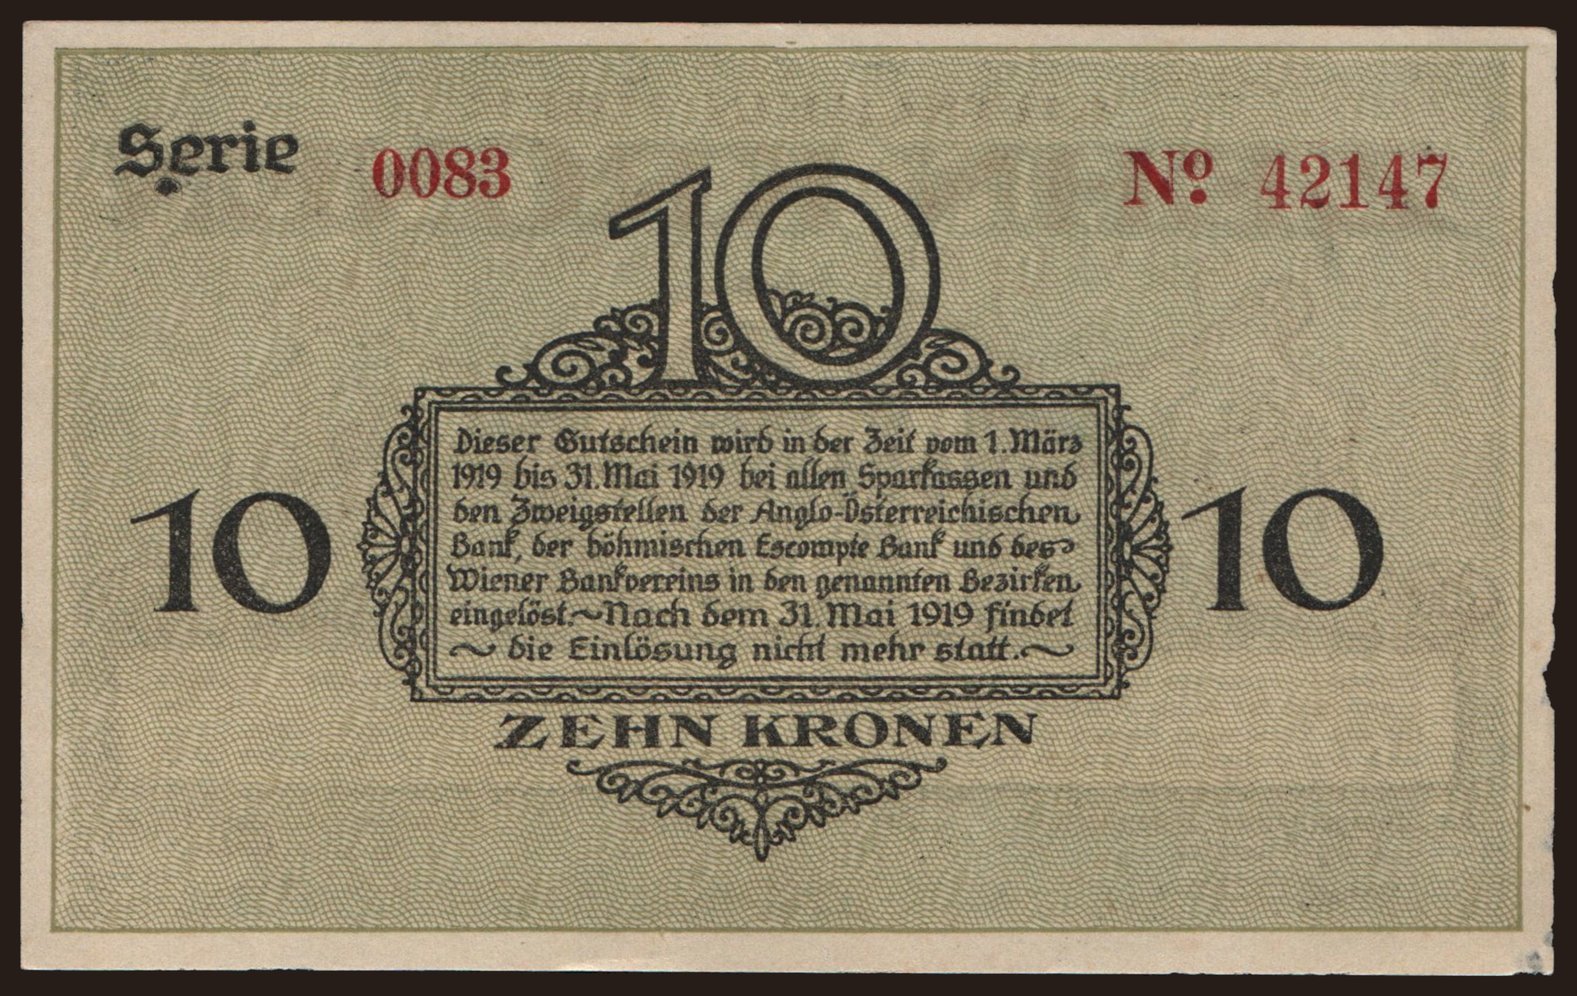 Serie 0083 No. 42147
10
Dieser Gutschein wird in der Zeit vom 1. März
1919 bis 31. Mai 1919 bei allen Sparkassen und
den Zweigstellen der Anglo-Österreichischen
Bank, der böhmischen Escompte Bank und des
Wiener Bankvereins in den genannten Bezirken
eingelöst.~Nach dem 31. Mai 1919 findet
~ die Einlösung nicht mehr statt.~
10 10
ZEHN KRONEN